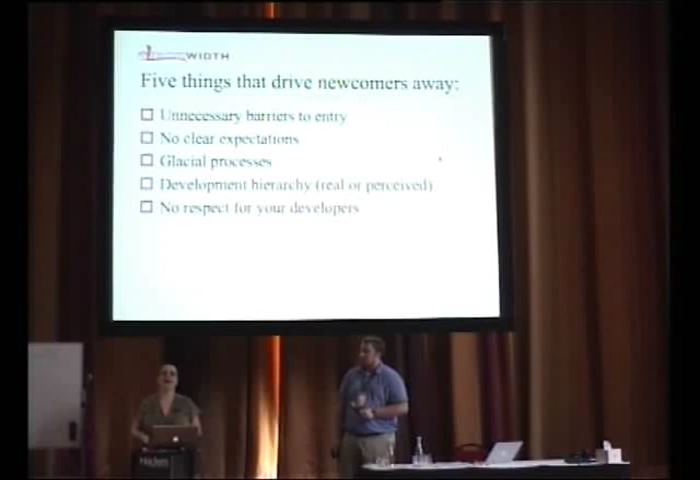 WIDTH
Five things that drive newcomers away:
Unnecessary barriers to entry
No clear expectations
Glacial processes
Development hierarchy (real or perceived)
No respect for your developers